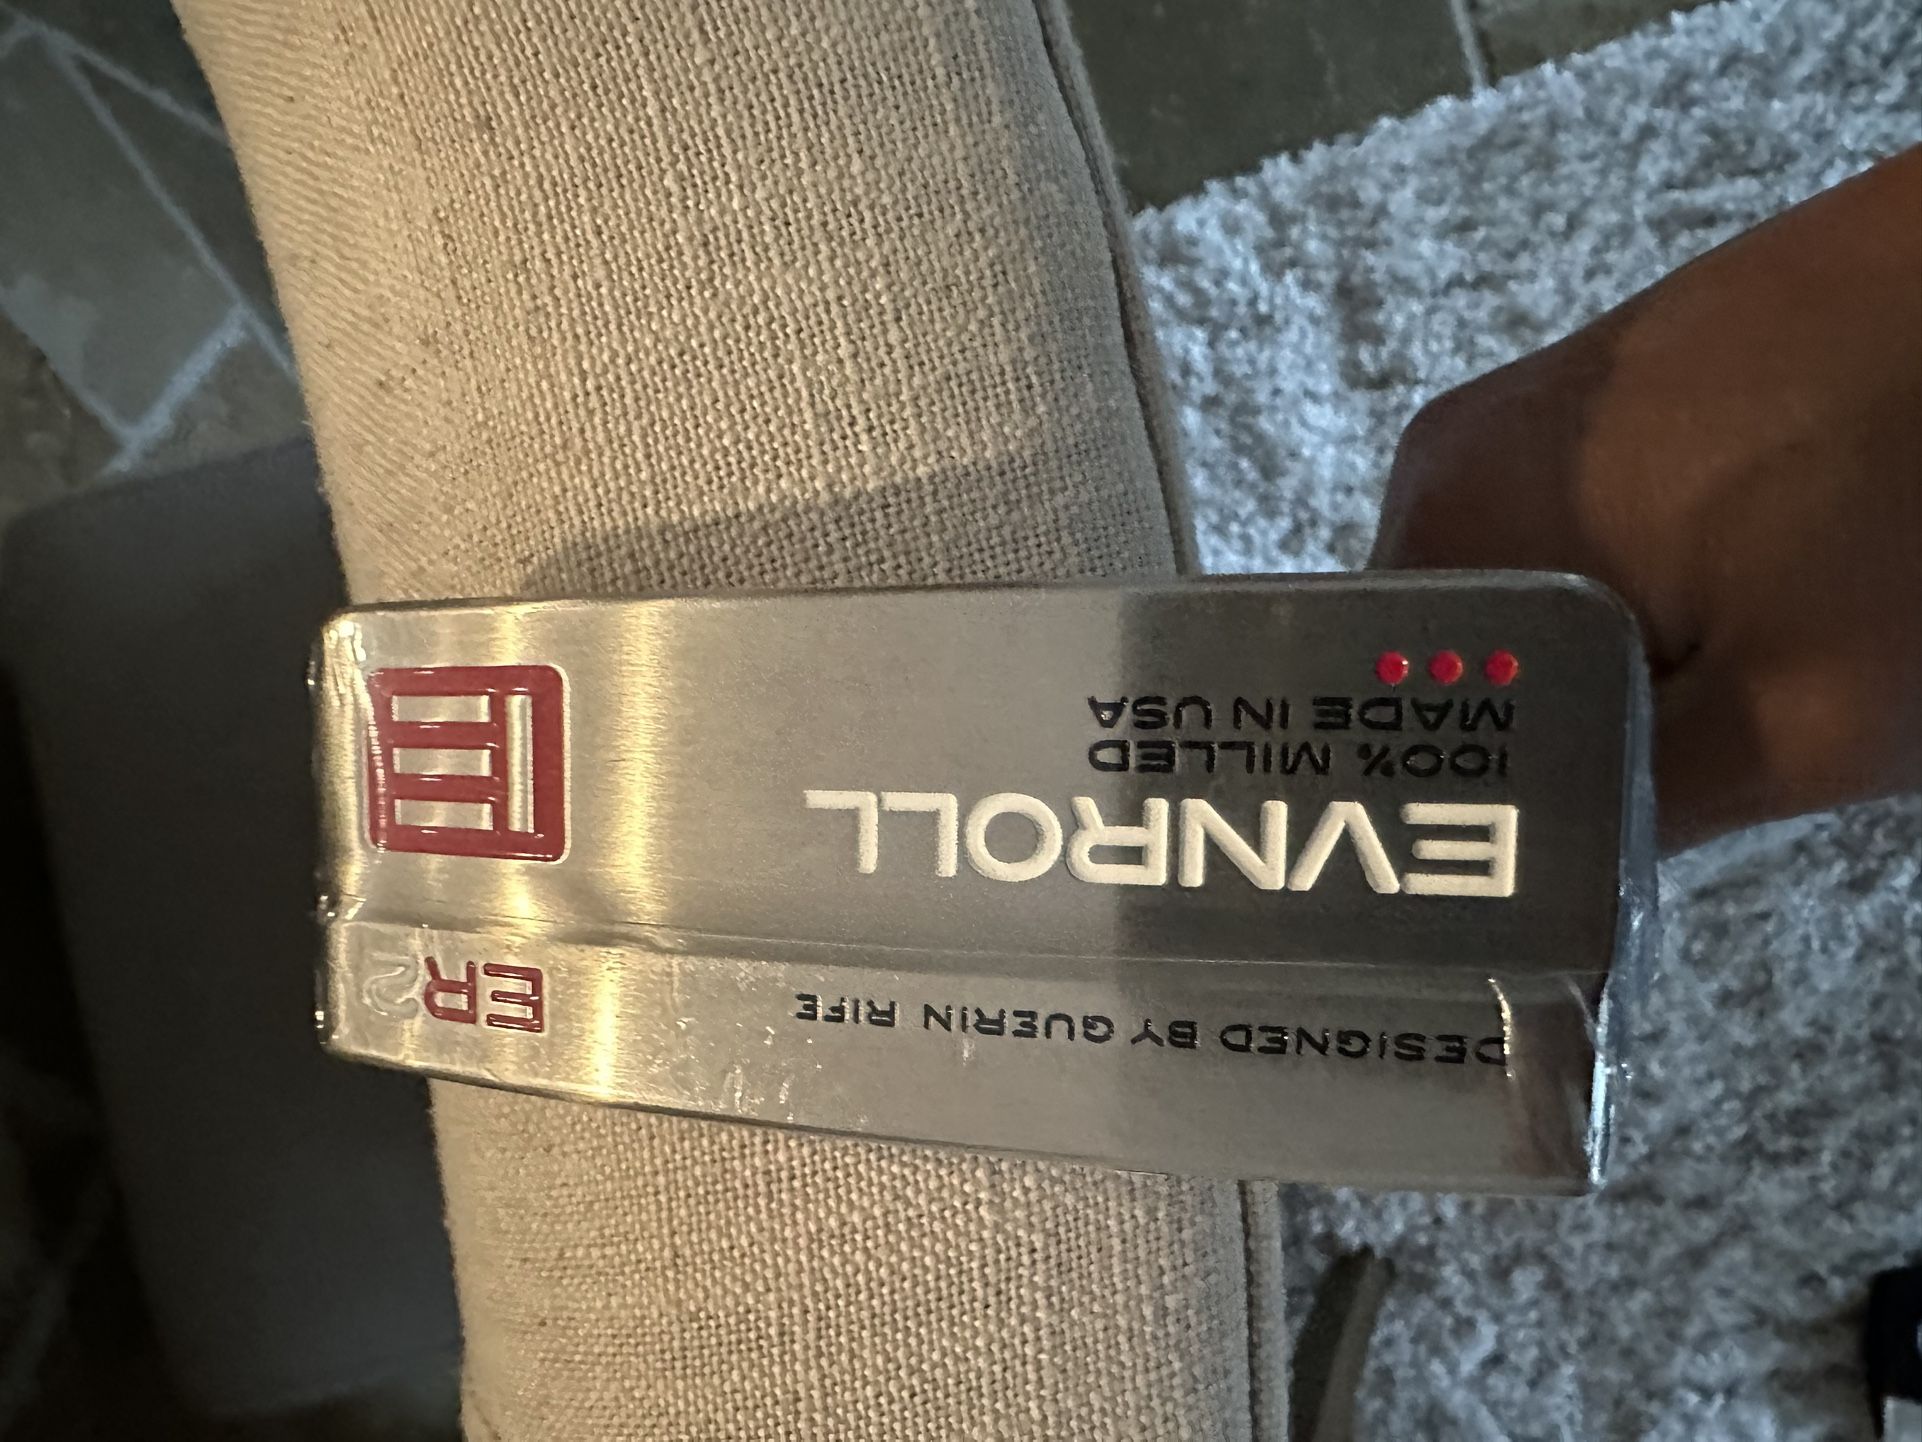 MADE IN USA
100% MILLED
EVNROLL
DESIGNED BY GUERIN RIFE
ER2